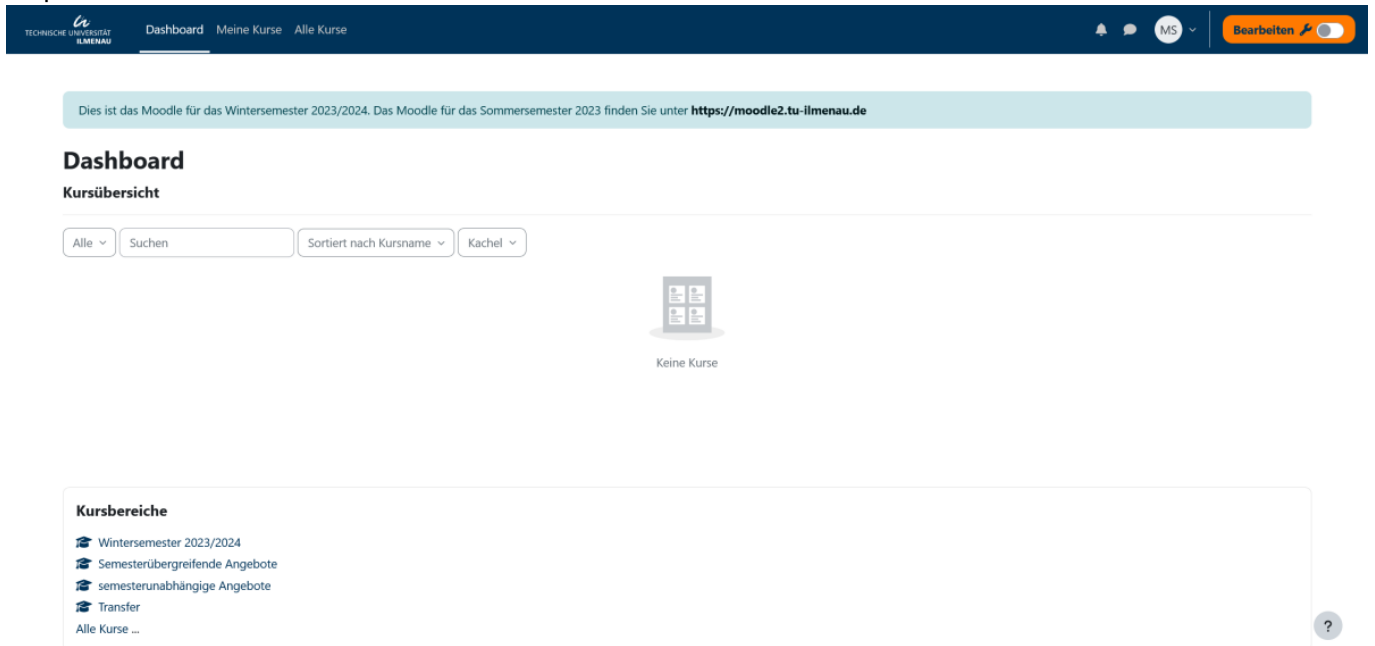 TECHNISCHE UNIVERSITÄT
ILMENAU
Dashboard Meine Kurse Alle Kurse
MS
Bearbeiten
Dies ist das Moodle für das Wintersemester 2023/2024. Das Moodle für das Sommersemester 2023 finden Sie unter https://moodle2.tu-ilmenau.de
Dashboard
Kursübersicht
Alle Suchen Sortiert nach Kursname Kachel
Keine Kurse
Kursbereiche
Wintersemester 2023/2024
Semesterübergreifende Angebote
semesterunabhängige Angebote
Transfer
Alle Kurse ...
?